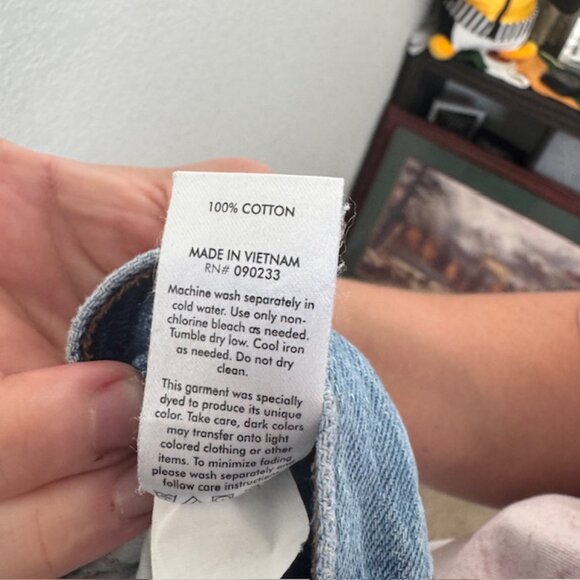 100% COTTON
MADE IN VIETNAM
RN# 090233
Machine wash separately in
cold water. Use only non-
chlorine bleach as needed.
Tumble dry low. Cool iron
as needed. Do not dry
clean.
This garment was specially
dyed to produce its unique
color. Take care, dark colors
may transfer onto light
colored clothing or other
items. To minimize fading
please wash separately and
follow care instruc